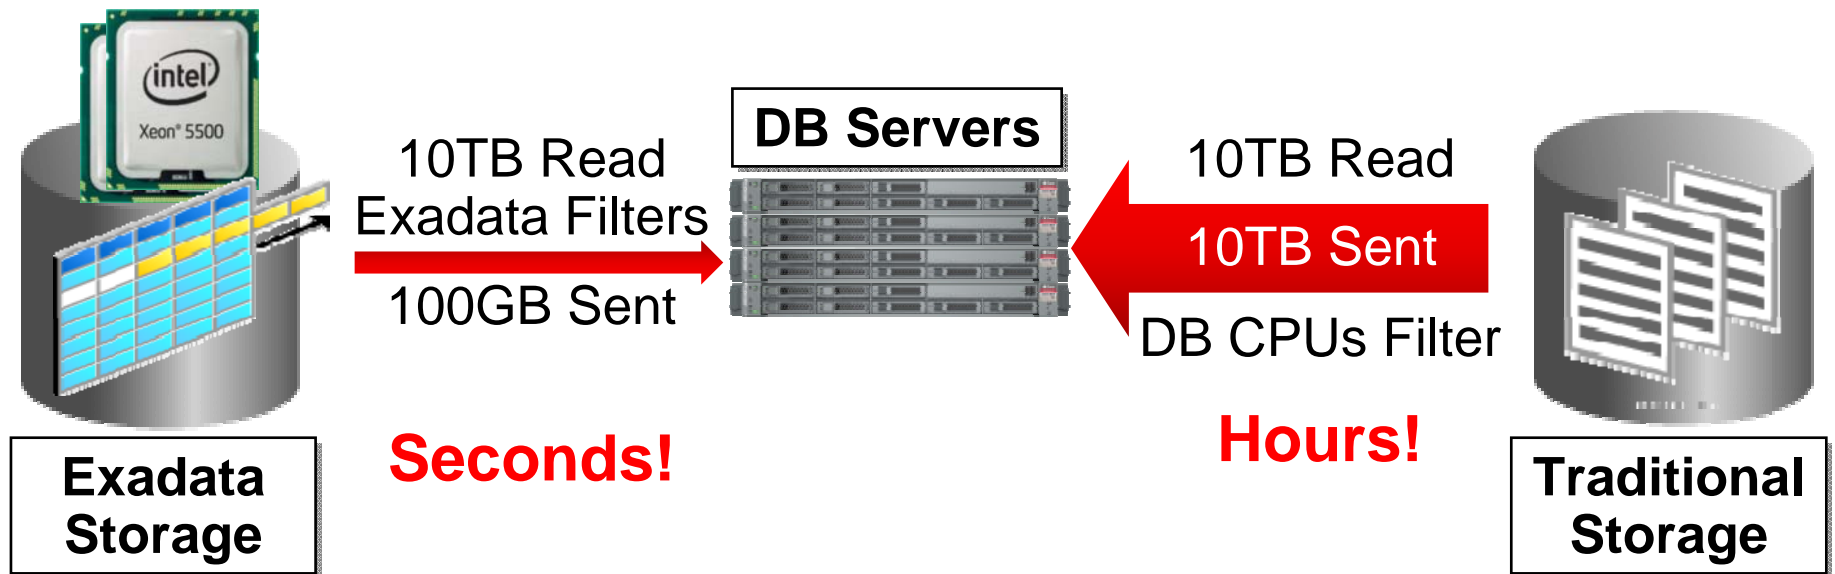 intel
Xeon® 5500
10TB Read
Exadata Filters
100GB Sent
Seconds!
Exadata
Storage
DB Servers
10TB Read
10TB Sent
DB CPUs Filter
Hours!
Traditional
Storage